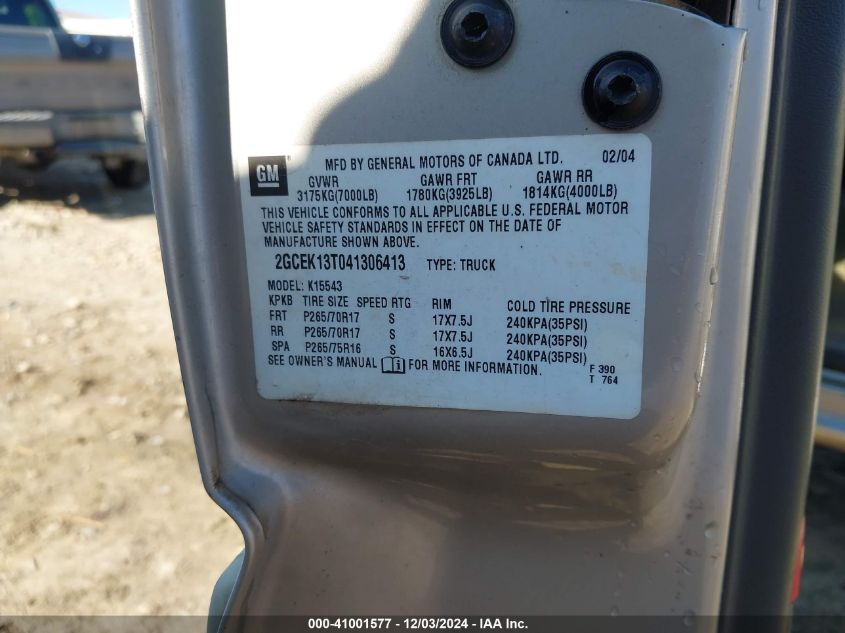 GM
MFD BY GENERAL MOTORS OF CANADA LTD. 02/04
GVWR GAWR FRT GAWR RR
3175KG(7000LB) 1780KG(3925LB) 1814KG(4000LB)
THIS VEHICLE CONFORMS TO ALL APPLICABLE U.S. FEDERAL MOTOR
VEHICLE SAFETY STANDARDS IN EFFECT ON THE DATE OF
MANUFACTURE SHOWN ABOVE.
2GCEK13T041306413 TYPE: TRUCK
MODEL: K15543
KPKB TIRE SIZE SPEED RTG RIM COLD TIRE PRESSURE
FRT P265/70R17 S 17X7.5J 240KPA(35PSI)
RR P265/70R17 S 17X7.5J 240KPA(35PSI)
SPA P265/75R16 S 16X6.5J 240KPA(35PSI)
SEE OWNER'S MANUAL FOR MORE INFORMATION.
F 390
T 764
000-41001577 - 12/03/2024 - IAA Inc.